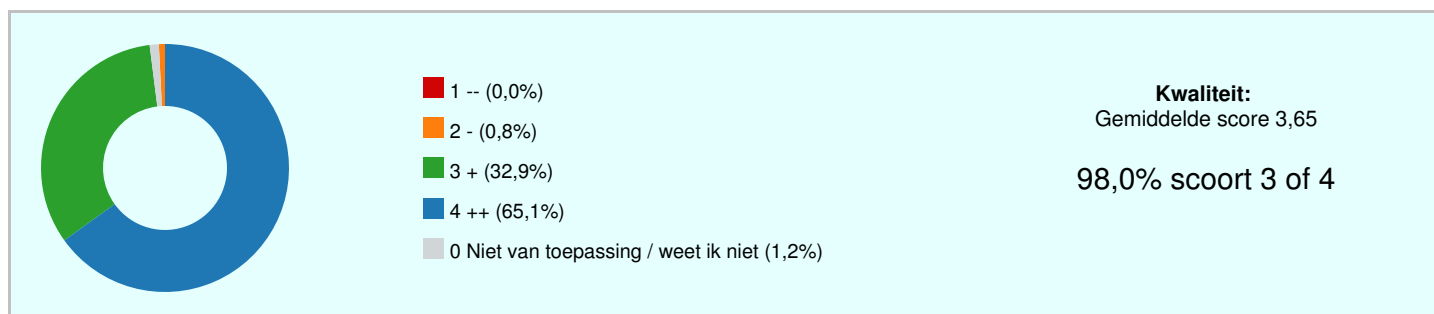 1 -- (0,0%)
2 - (0,8%)
3 + (32,9%)
4 ++ (65,1%)
0 Niet van toepassing / weet ik niet (1,2%)
Kwaliteit:
Gemiddelde score 3,65
98,0% scoort 3 of 4